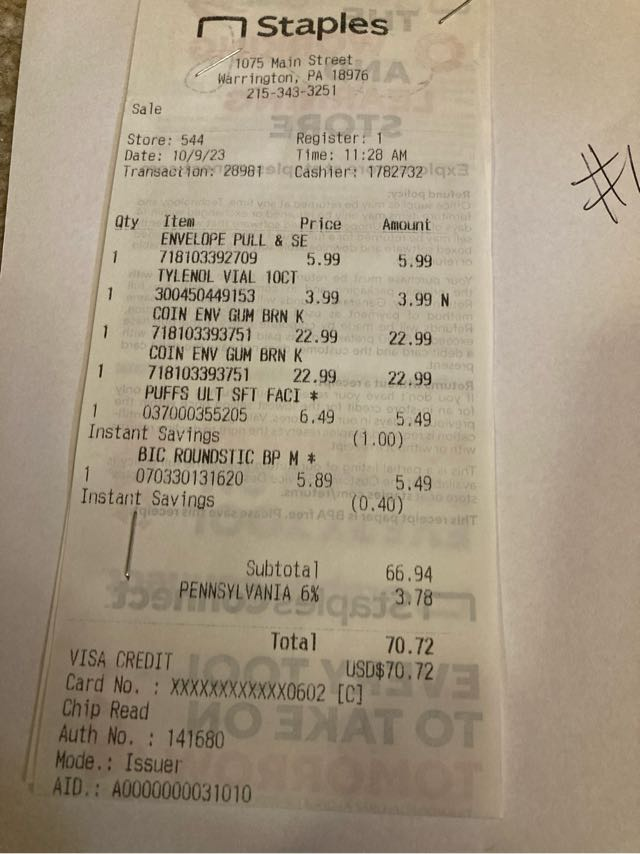 Staples
1075 Main Street
Warrington, PA 18976
215-343-3251
Sale
Store: 544 Register: 1
Date: 10/9/23 Time: 11:28 AM
Transaction: 28981 Cashier: 1782732
Qty Item Price Amount
ENVELOPE PULL & SE
1 718103392709 5.99 5.99
TYLENOL VIAL 10CT
1 300450449153 3.99 3.99 N
COIN ENV GUM BRN K
1 718103393751 22.99 22.99
COIN ENV GUM BRN K
1 718103393751 22.99 22.99
PUFFS ULT SFT FACI *
1 037000355205 6.49 5.49
Instant Savings (1.00)
BIC ROUNDSTIC BP M *
1 070330131620 5.89 5.49
Instant Savings (0.40)
Subtotal 66.94
PENNSYLVANIA 6% 3.78
Total 70.72
VISA CREDIT USD$70.72
Card No. : XXXXXXXXXXXX0602 [C]
Chip Read
Auth No. : 141680
Mode.: Issuer
AID.: A0000000031010
#1